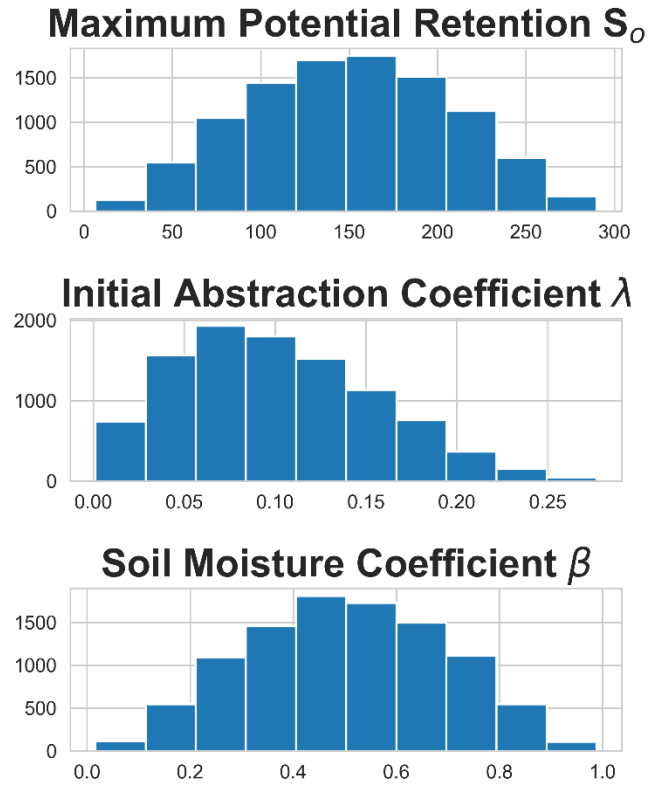 Maximum Potential Retention Sₒ
1500
1000
500
0
0 50 100 150 200 250 300
Initial Abstraction Coefficient λ
2000
1000
0
0.00 0.05 0.10 0.15 0.20 0.25
Soil Moisture Coefficient β
1500
1000
500
0
0.0 0.2 0.4 0.6 0.8 1.0